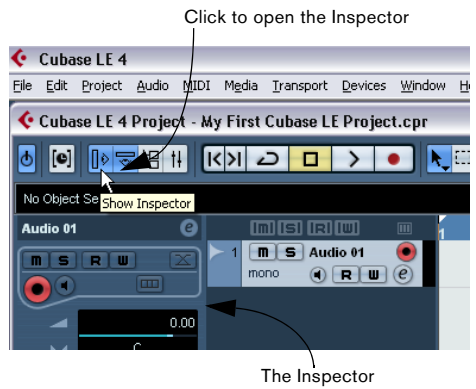 Click to open the Inspector
Cubase LE 4
File Edit Project Audio MIDI Media Transport Devices Window
Cubase LE 4 Project - My First Cubase LE Project.cpr
No Object Se
Show Inspector
Audio 01 e m S R W 1
m S R W 1 m S Audio 01
mono R W e
0.00
C
The Inspector